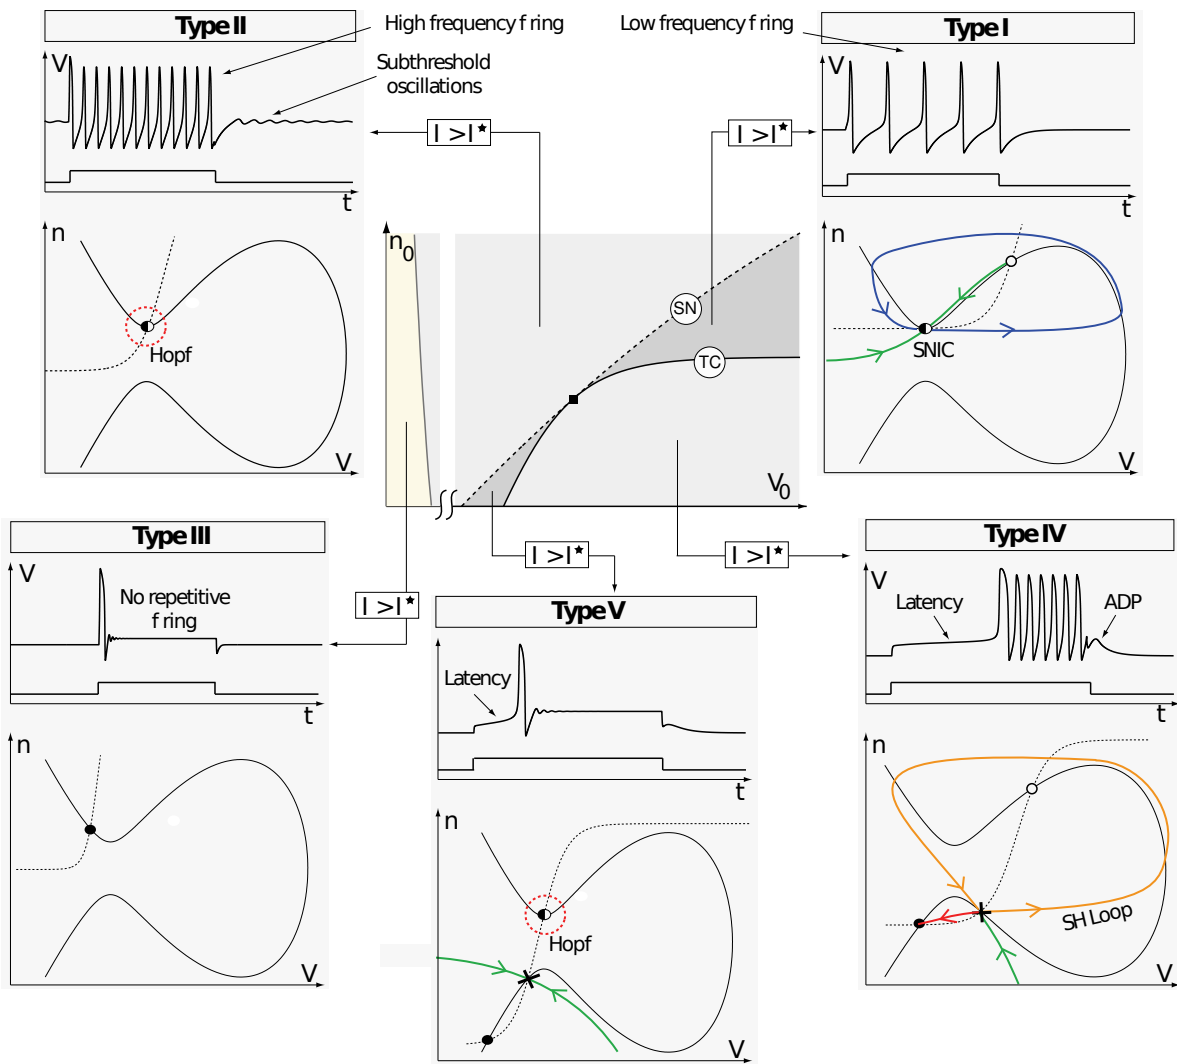 Type II
High frequency f ring
Low frequency f ring
Type I
V
Subthreshold
oscillations
V
I >I★
I >I★
t
t
n
n₀
n
SN
Hopf
SNIC
TC
V
V₀
V
Type III
I >I★
I >I★
Type IV
V
No repetitive
f ring
I >I★
Type V
V
Latency
ADP
V
Latency
t
t
n
t
n
n
Hopf
SH Loop
V
V
V